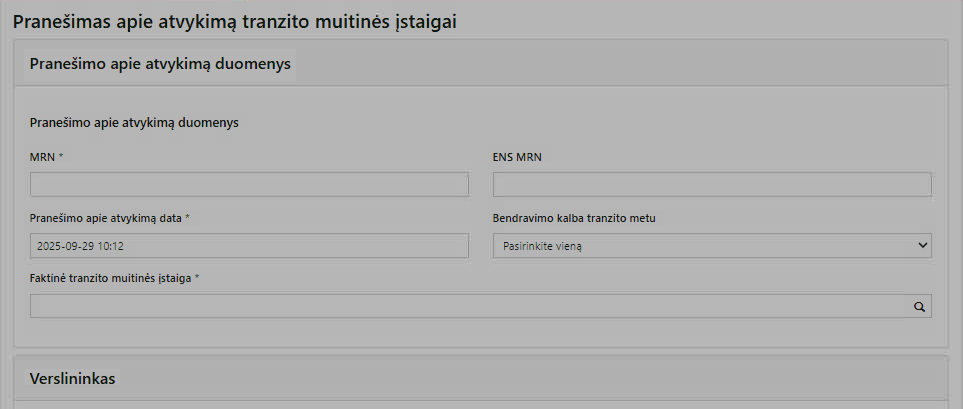 Pranešimas apie atvykimą tranzito muitinės įstaigai
Pranešimo apie atvykimą duomenys
Pranešimo apie atvykimą duomenys
MRN *
ENS MRN
Pranešimo apie atvykimą data *
Bendravimo kalba tranzito metu
2025-09-29 10:12
Pasirinkite vieną
Faktinė tranzito muitinės įstaiga *
Verslininkas